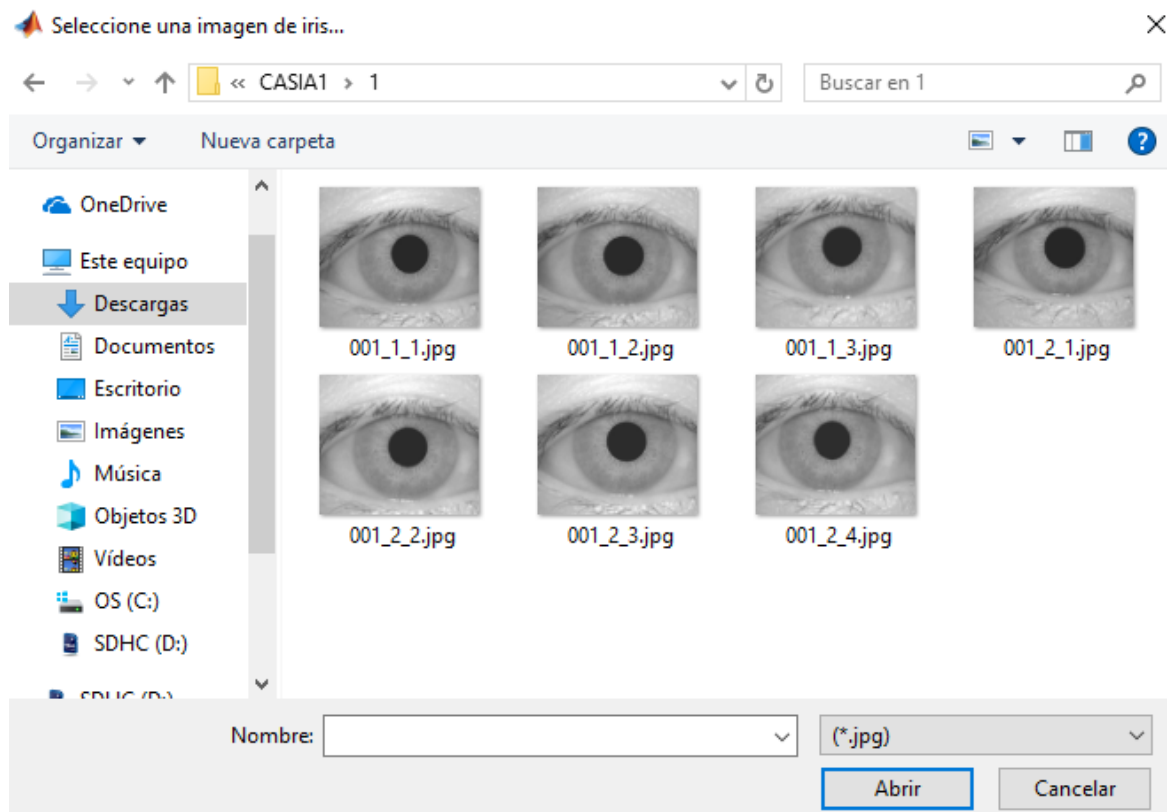 Seleccione una imagen de iris...
« CASIA1 > 1
Buscar en 1
Organizar
Nueva carpeta
OneDrive
Este equipo
Descargas
Documentos
Escritorio
Imágenes
Música
Objetos 3D
Vídeos
OS (C:)
SDHC (D:)
SDHC (D:)
001_1_1.jpg
001_1_2.jpg
001_1_3.jpg
001_2_1.jpg
001_2_2.jpg
001_2_3.jpg
001_2_4.jpg
Nombre:
(*.jpg)
Abrir
Cancelar